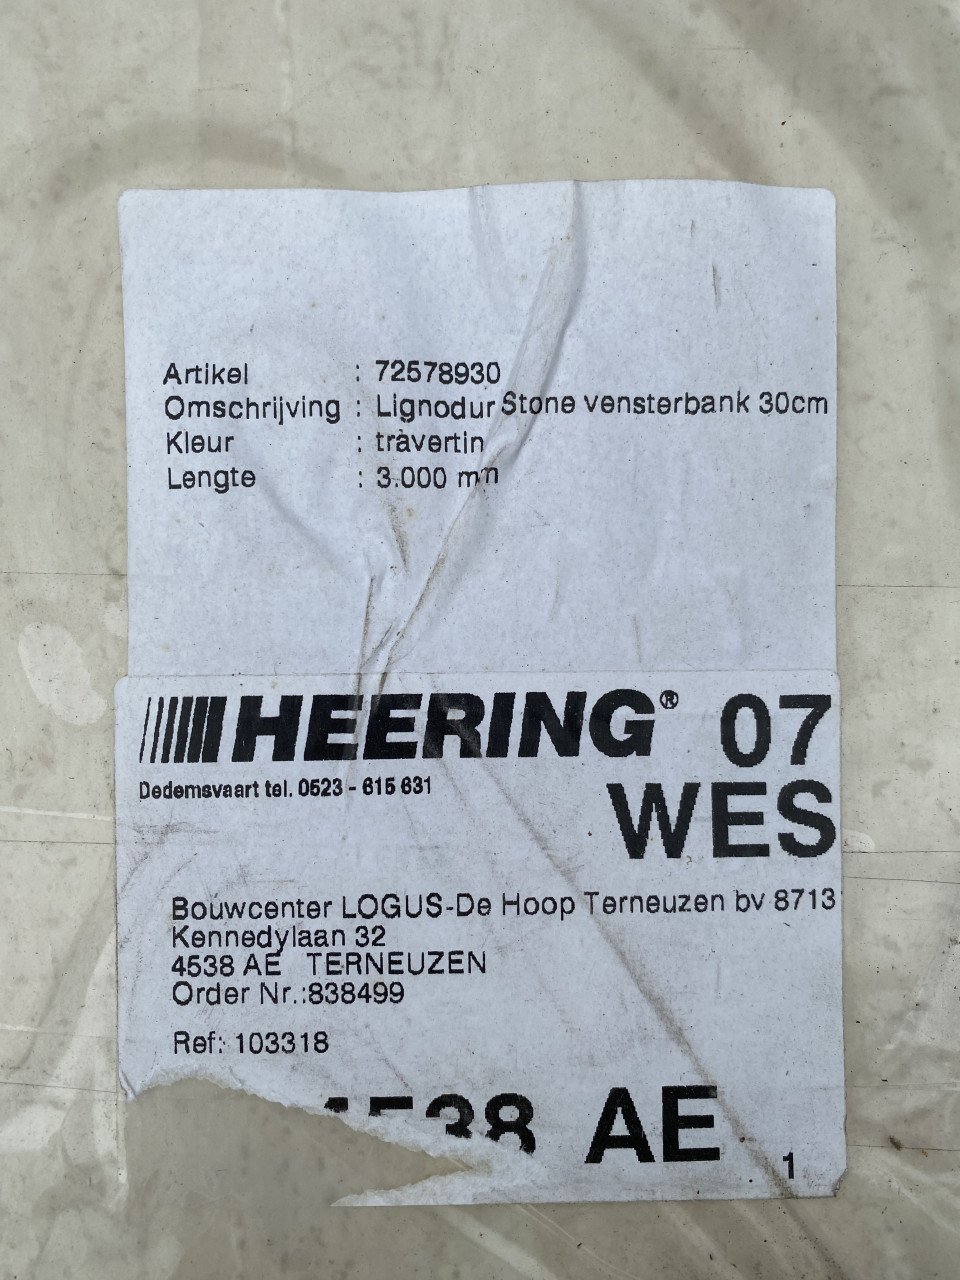 Artikel : 72578930
Omschrijving : Lignodur Stone vensterbank 30cm
Kleur : travertin
Lengte : 3.000 mm
HEERING® 07
Dedemsvaart tel. 0523 - 615 631
WES
Bouwcenter LOGUS-De Hoop Terneuzen bv 8713
Kennedylaan 32
4538 AE TERNEUZEN
Order Nr.:838499
Ref: 103318
4538 AE
1